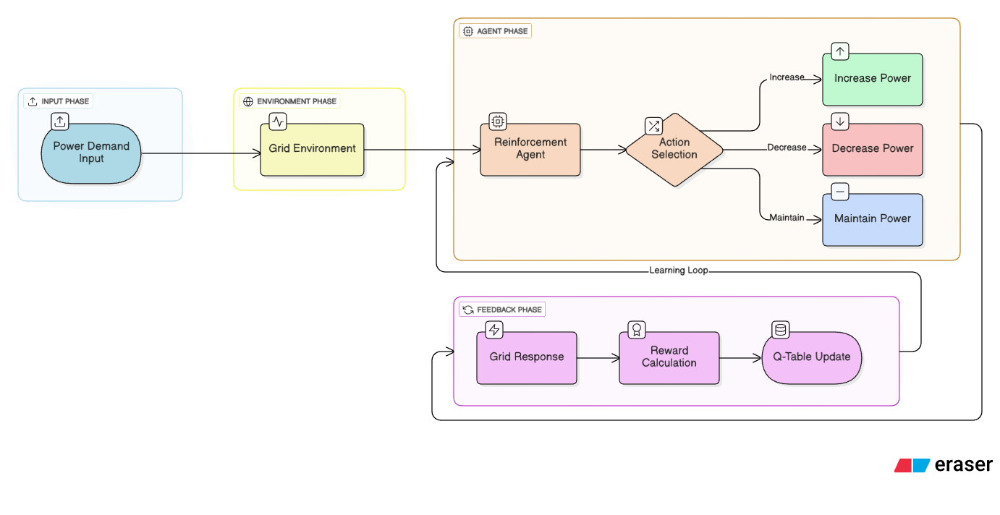 INPUT PHASE
Power Demand
Input
ENVIRONMENT PHASE
Grid Environment
AGENT PHASE
Reinforcement
Agent
Action
Selection
Increase
Increase Power
Decrease
Decrease Power
Maintain
Maintain Power
Learning Loop
FEEDBACK PHASE
Grid Response
Reward
Calculation
Q-Table Update
eraser